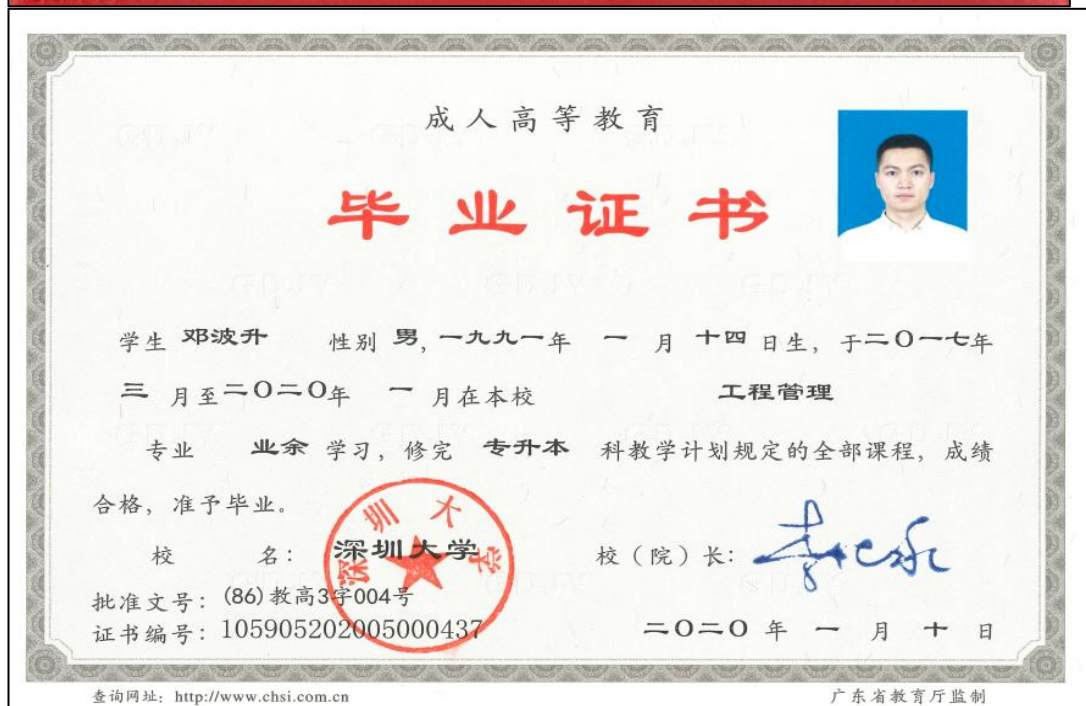 成人高等教育
毕业证书
学生 邓波升 性别 男，一九九一年 一 月 十四 日生，于二〇一七年
三 月至二〇二〇年 一 月在本校 工程管理
专业 业余 学习，修完 专升本 科教学计划规定的全部课程，成绩
合格，准予毕业。
校 名：深圳大学 校（院）长：
深圳大学
批准文号：(86)教高3字004号
证书编号：105905202005000437 二〇二〇 年 一 月 十 日
查询网址：http://www.chsi.com.cn 广东省教育厅监制